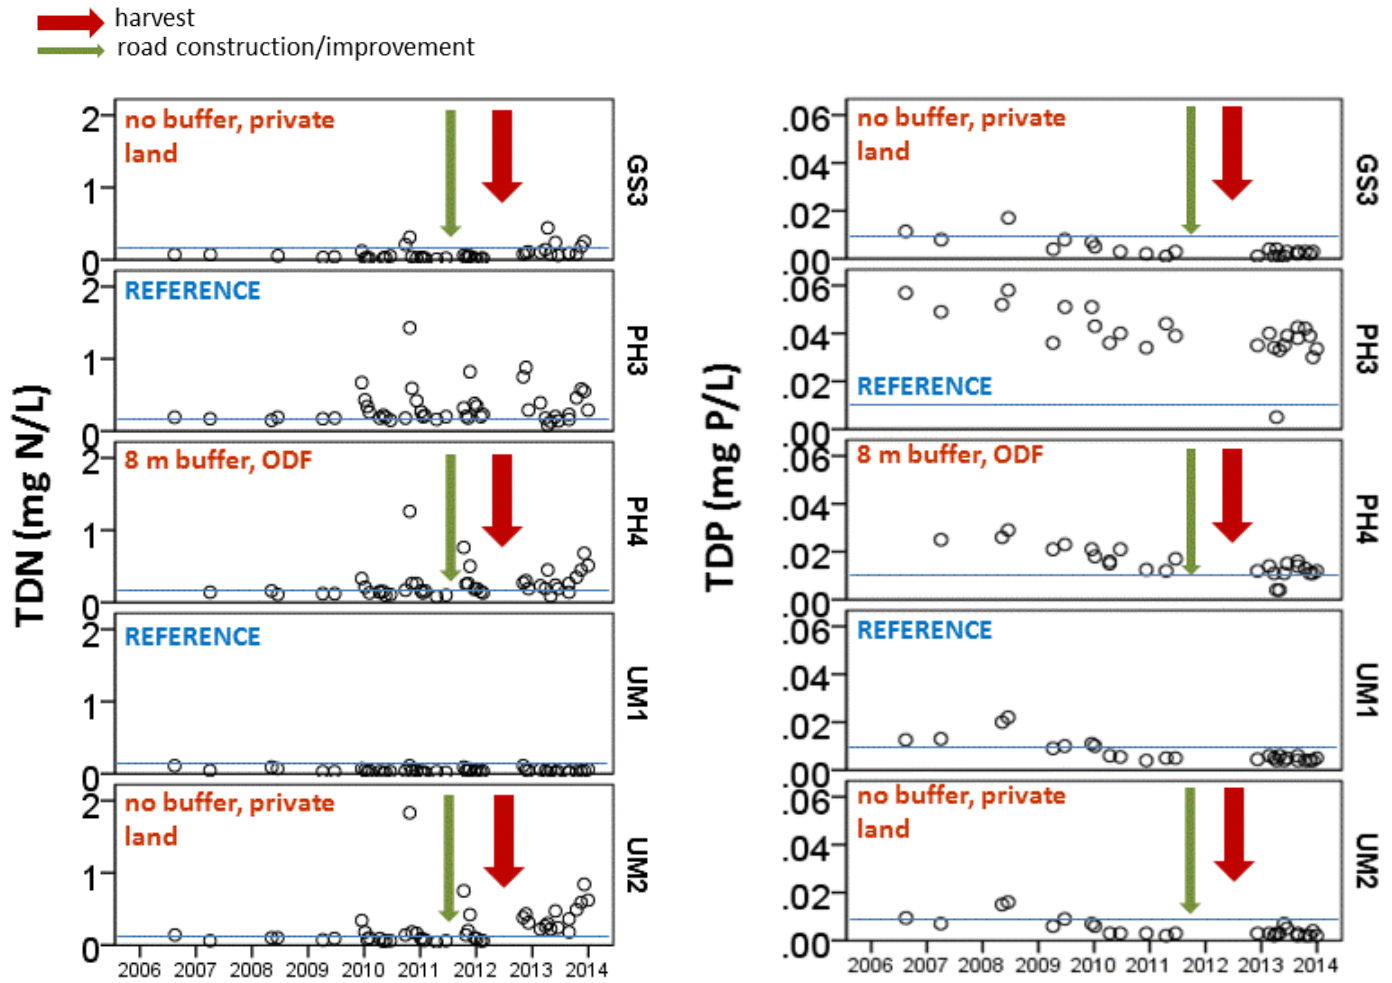 harvest
road construction/improvement
TDN (mg N/L)
2
1
0
no buffer, private
land
GS3
2
1
0
REFERENCE
PH3
2
1
0
8 m buffer, ODF
PH4
2
1
0
REFERENCE
UM1
2
1
0
no buffer, private
land
UM2
2006 2007 2008 2009 2010 2011 2012 2013 2014
TDP (mg P/L)
.06
.04
.02
.00
no buffer, private
land
GS3
.06
.04
.02
.00
REFERENCE
PH3
.06
.04
.02
.00
8 m buffer, ODF
PH4
.06
.04
.02
.00
REFERENCE
UM1
.06
.04
.02
.00
no buffer, private
land
UM2
2006 2007 2008 2009 2010 2011 2012 2013 2014